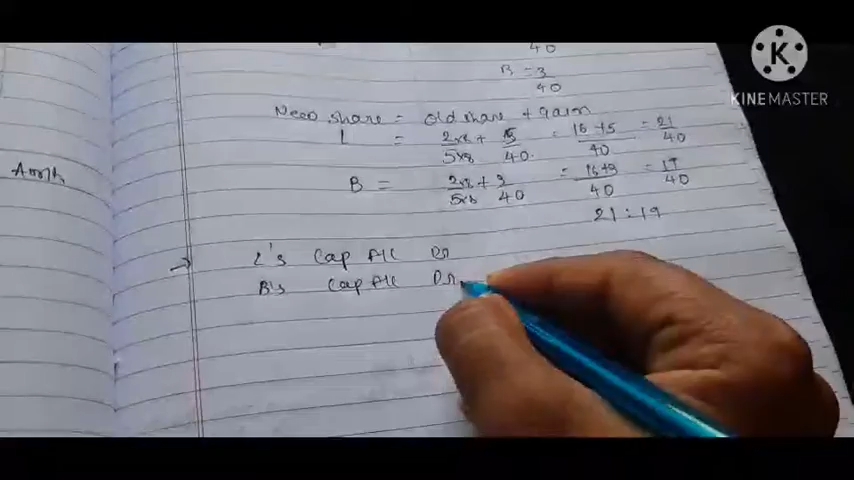 40
B = 3
40
KINEMASTER
New share = old share + gain
L = 2x8 + 5 = 16+5 = 21
5x8 40 40 40
B = 2x8 + 3 = 16+3 = 19
5x8 40 40 40
21:19
Amrh
L's Cap A/c Dr
B's Cap A/c Dr